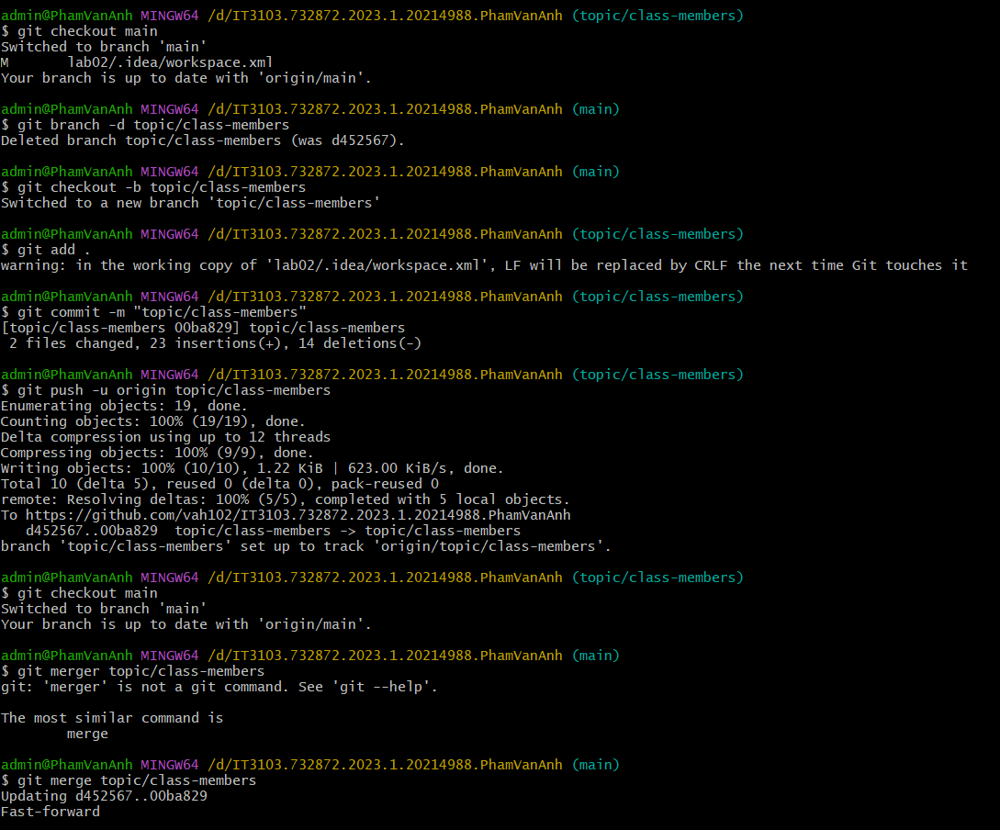 admin@PhamVanAnh MINGW64 /d/IT3103.732872.2023.1.20214988.PhamVanAnh (topic/class-members)
$ git checkout main
Switched to branch 'main'
M       lab02/.idea/workspace.xml
Your branch is up to date with 'origin/main'.

admin@PhamVanAnh MINGW64 /d/IT3103.732872.2023.1.20214988.PhamVanAnh (main)
$ git branch -d topic/class-members
Deleted branch topic/class-members (was d452567).

admin@PhamVanAnh MINGW64 /d/IT3103.732872.2023.1.20214988.PhamVanAnh (main)
$ git checkout -b topic/class-members
Switched to a new branch 'topic/class-members'

admin@PhamVanAnh MINGW64 /d/IT3103.732872.2023.1.20214988.PhamVanAnh (topic/class-members)
$ git add .
warning: in the working copy of 'lab02/.idea/workspace.xml', LF will be replaced by CRLF the next time Git touches it

admin@PhamVanAnh MINGW64 /d/IT3103.732872.2023.1.20214988.PhamVanAnh (topic/class-members)
$ git commit -m "topic/class-members"
[topic/class-members 00ba829] topic/class-members
 2 files changed, 23 insertions(+), 14 deletions(-)

admin@PhamVanAnh MINGW64 /d/IT3103.732872.2023.1.20214988.PhamVanAnh (topic/class-members)
$ git push -u origin topic/class-members
Enumerating objects: 19, done.
Counting objects: 100% (19/19), done.
Delta compression using up to 12 threads
Compressing objects: 100% (9/9), done.
Writing objects: 100% (10/10), 1.22 KiB | 623.00 KiB/s, done.
Total 10 (delta 5), reused 0 (delta 0), pack-reused 0
remote: Resolving deltas: 100% (5/5), completed with 5 local objects.
To https://github.com/vah102/IT3103.732872.2023.1.20214988.PhamVanAnh
   d452567..00ba829  topic/class-members -> topic/class-members
branch 'topic/class-members' set up to track 'origin/topic/class-members'.

admin@PhamVanAnh MINGW64 /d/IT3103.732872.2023.1.20214988.PhamVanAnh (topic/class-members)
$ git checkout main
Switched to branch 'main'
Your branch is up to date with 'origin/main'.

admin@PhamVanAnh MINGW64 /d/IT3103.732872.2023.1.20214988.PhamVanAnh (main)
$ git merger topic/class-members
git: 'merger' is not a git command. See 'git --help'.

The most similar command is
        merge

admin@PhamVanAnh MINGW64 /d/IT3103.732872.2023.1.20214988.PhamVanAnh (main)
$ git merge topic/class-members
Updating d452567..00ba829
Fast-forward